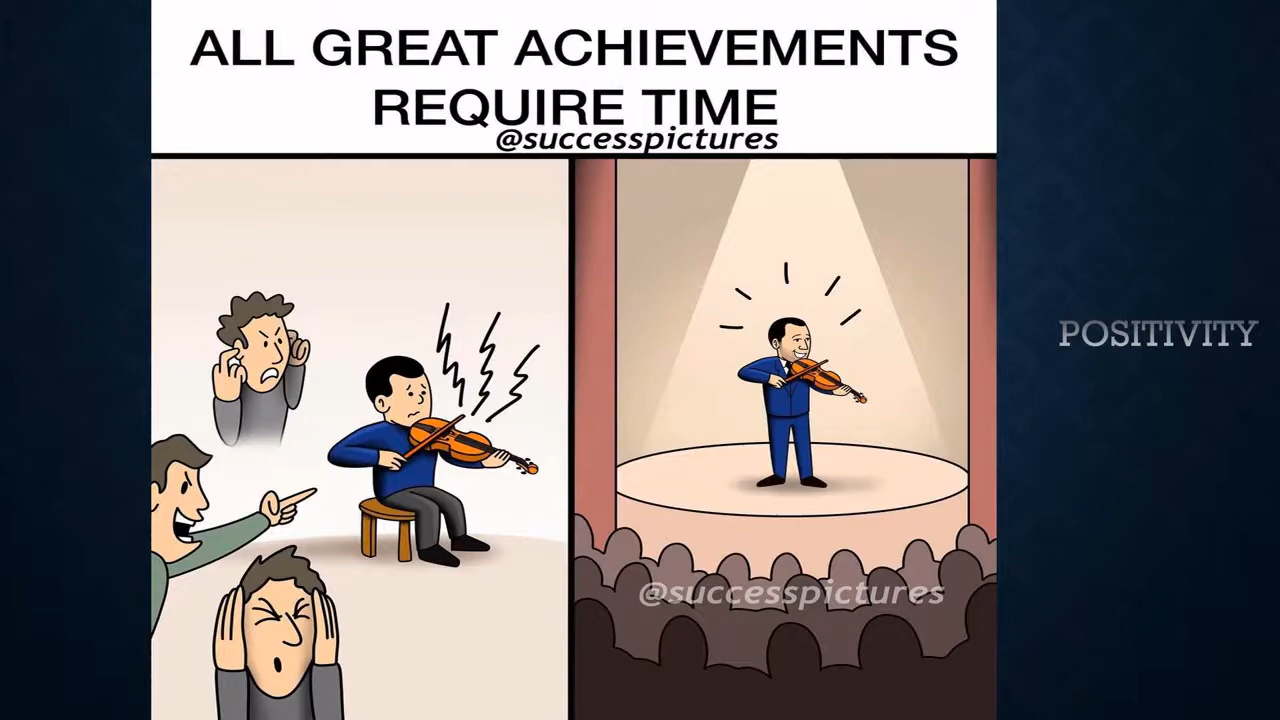 ALL GREAT ACHIEVEMENTS
REQUIRE TIME
@successpictures
POSITIVITY
@successpictures